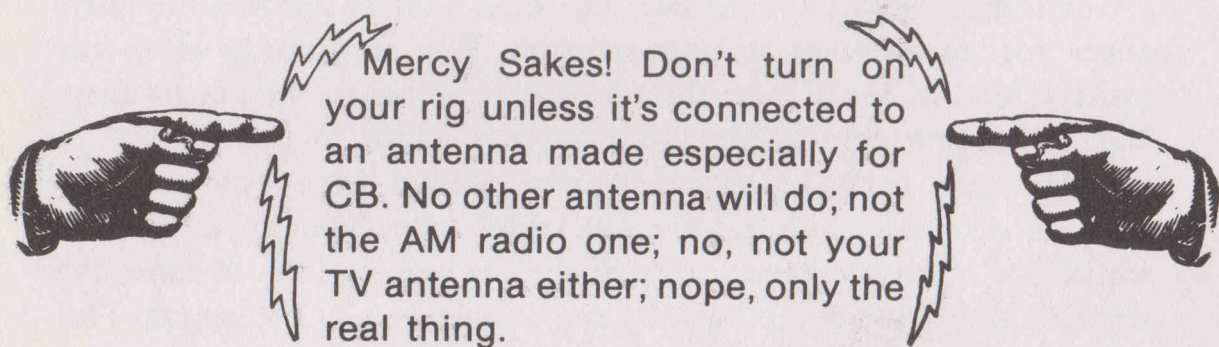 Mercy Sakes! Don't turn on
your rig unless it's connected to
an antenna made especially for
CB. No other antenna will do; not
the AM radio one; no, not your
TV antenna either; nope, only the
real thing.